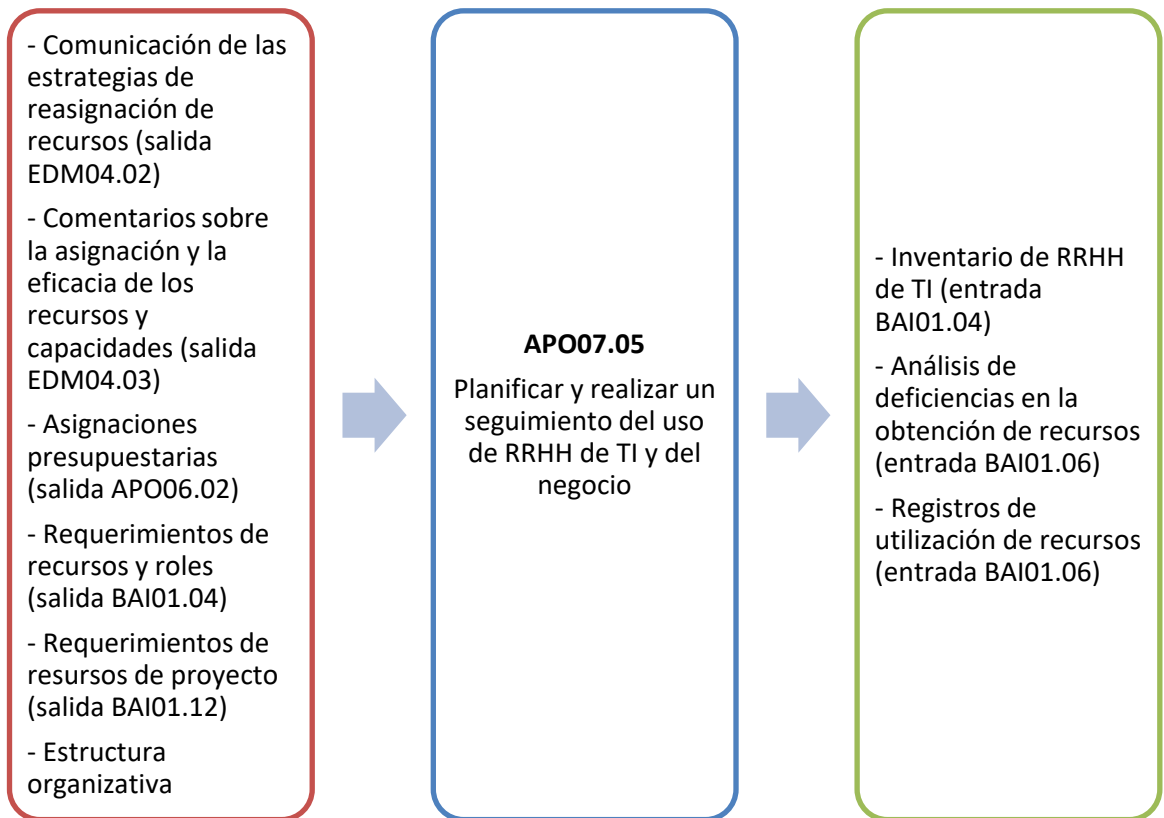 - Comunicación de las
estrategias de
reasignación de
recursos (salida
EDM04.02)
- Comentarios sobre
la asignación y la
eficacia de los
recursos y
capacidades (salida
EDM04.03)
- Asignaciones
presupuestarias
(salida APO06.02)
- Requerimientos de
recursos y roles
(salida BAI01.04)
- Requerimientos de
resursos de proyecto
(salida BAI01.12)
- Estructura
organizativa
APO07.05
Planificar y realizar un
seguimiento del uso
de RRHH de TI y del
negocio
- Inventario de RRHH
de TI (entrada
BAI01.04)
- Análisis de
deficiencias en la
obtención de recursos
(entrada BAI01.06)
- Registros de
utilización de recursos
(entrada BAI01.06)